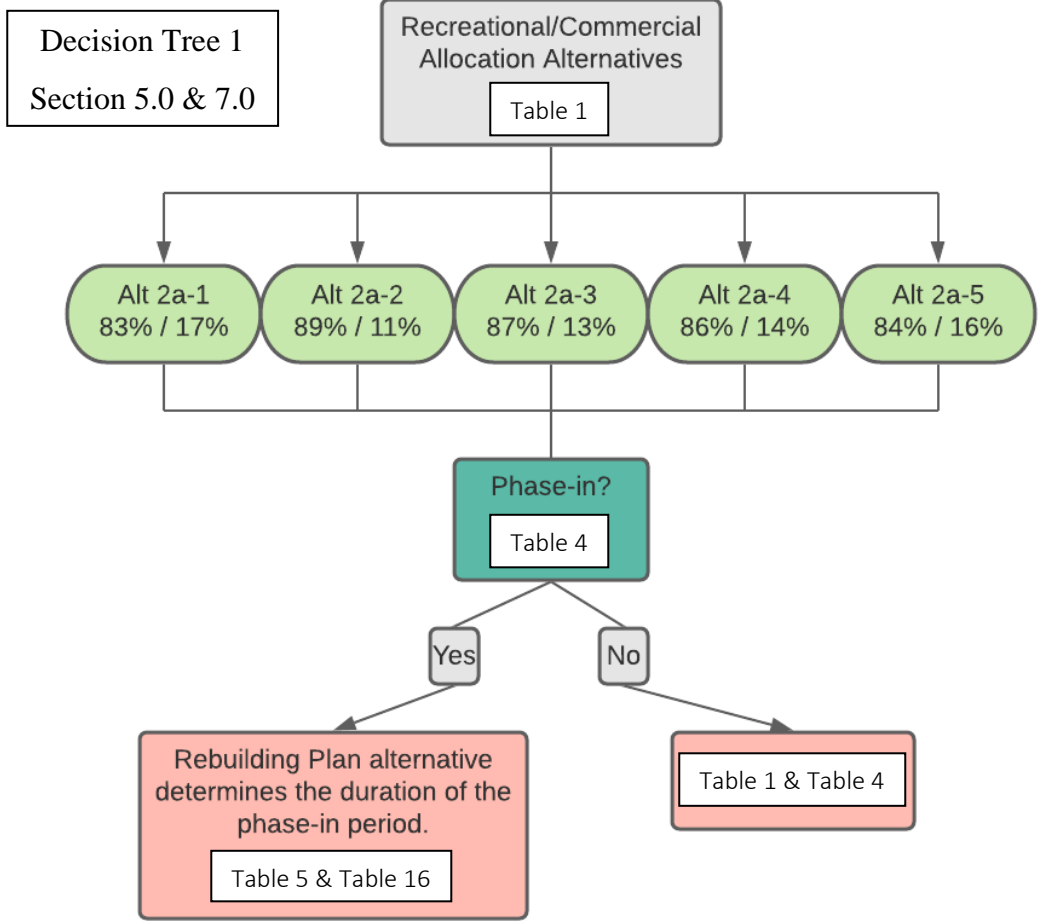 Decision Tree 1
Section 5.0 & 7.0
Recreational/Commercial
Allocation Alternatives
Table 1
Alt 2a-1
83% / 17%
Alt 2a-2
89% / 11%
Alt 2a-3
87% / 13%
Alt 2a-4
86% / 14%
Alt 2a-5
84% / 16%
Phase-in?
Table 4
Yes
No
Rebuilding Plan alternative
determines the duration of the
phase-in period.
Table 5 & Table 16
Table 1 & Table 4